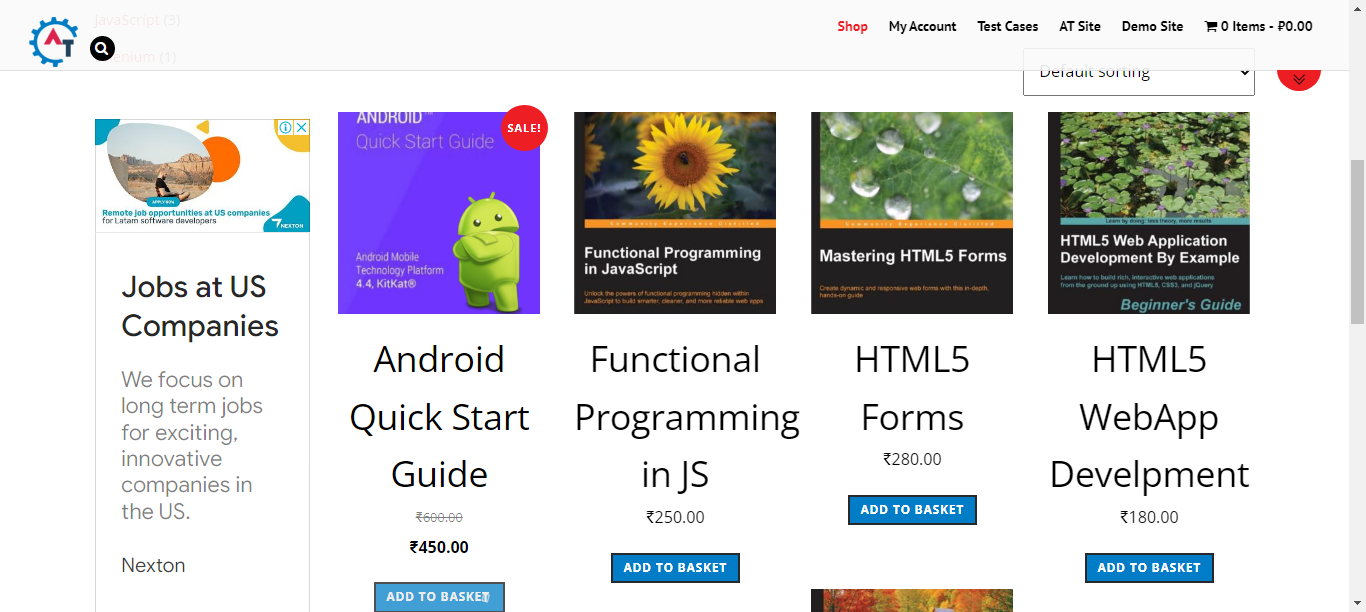 JavaScript (3)
AT
Shop
My Account
Test Cases
AT Site
Demo Site
0 Items - ₽0.00
(1)
Default sorting
APPLY NOW
Remote job opportunities at US companies
for Latam software developers
NEXTON
Jobs at US
Companies
We focus on
long term jobs
for exciting,
innovative
companies in
the US.
Nexton
SALE!
ANDROID™
Quick Start Guide
Android Mobile
Technology Platform
4.4, KitKat®
Android
Quick Start
Guide
₹600.00
₹450.00
ADD TO BASKET
Community Experience Distilled
Functional Programming
in JavaScript
Unlock the powers of functional programming hidden within
JavaScript to build smarter, cleaner, and more reliable web apps
Functional
Programming
in JS
₹250.00
ADD TO BASKET
Community Experience Distilled
Mastering HTML5 Forms
Create dynamic and responsive web forms with this in-depth,
hands-on guide
HTML5
Forms
₹280.00
ADD TO BASKET
Learn by doing: less theory, more results
HTML5 Web Application
Development By Example
Learn how to build rich, interactive web applications
from the ground up using HTML5, CSS3, and jQuery
Beginner's Guide
HTML5
WebApp
Develpment
₹180.00
ADD TO BASKET